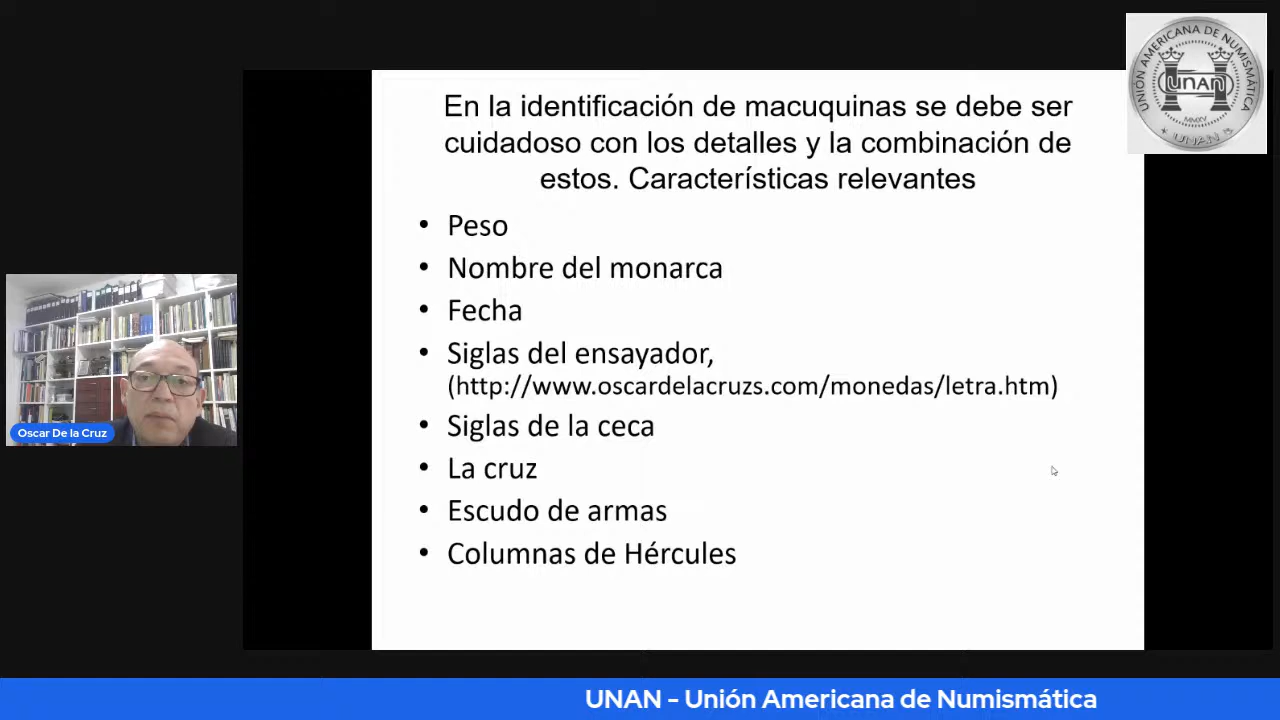 UNIÓN AMERICANA DE NUMISMÁTICA
UNAN
MMXV
UNAN
En la identificación de macuquinas se debe ser
cuidadoso con los detalles y la combinación de
estos. Características relevantes
• Peso
• Nombre del monarca
• Fecha
• Siglas del ensayador,
(http://www.oscardelacruzs.com/monedas/letra.htm)
• Siglas de la ceca
• La cruz
• Escudo de armas
• Columnas de Hércules
Oscar De la Cruz
UNAN - Unión Americana de Numismática